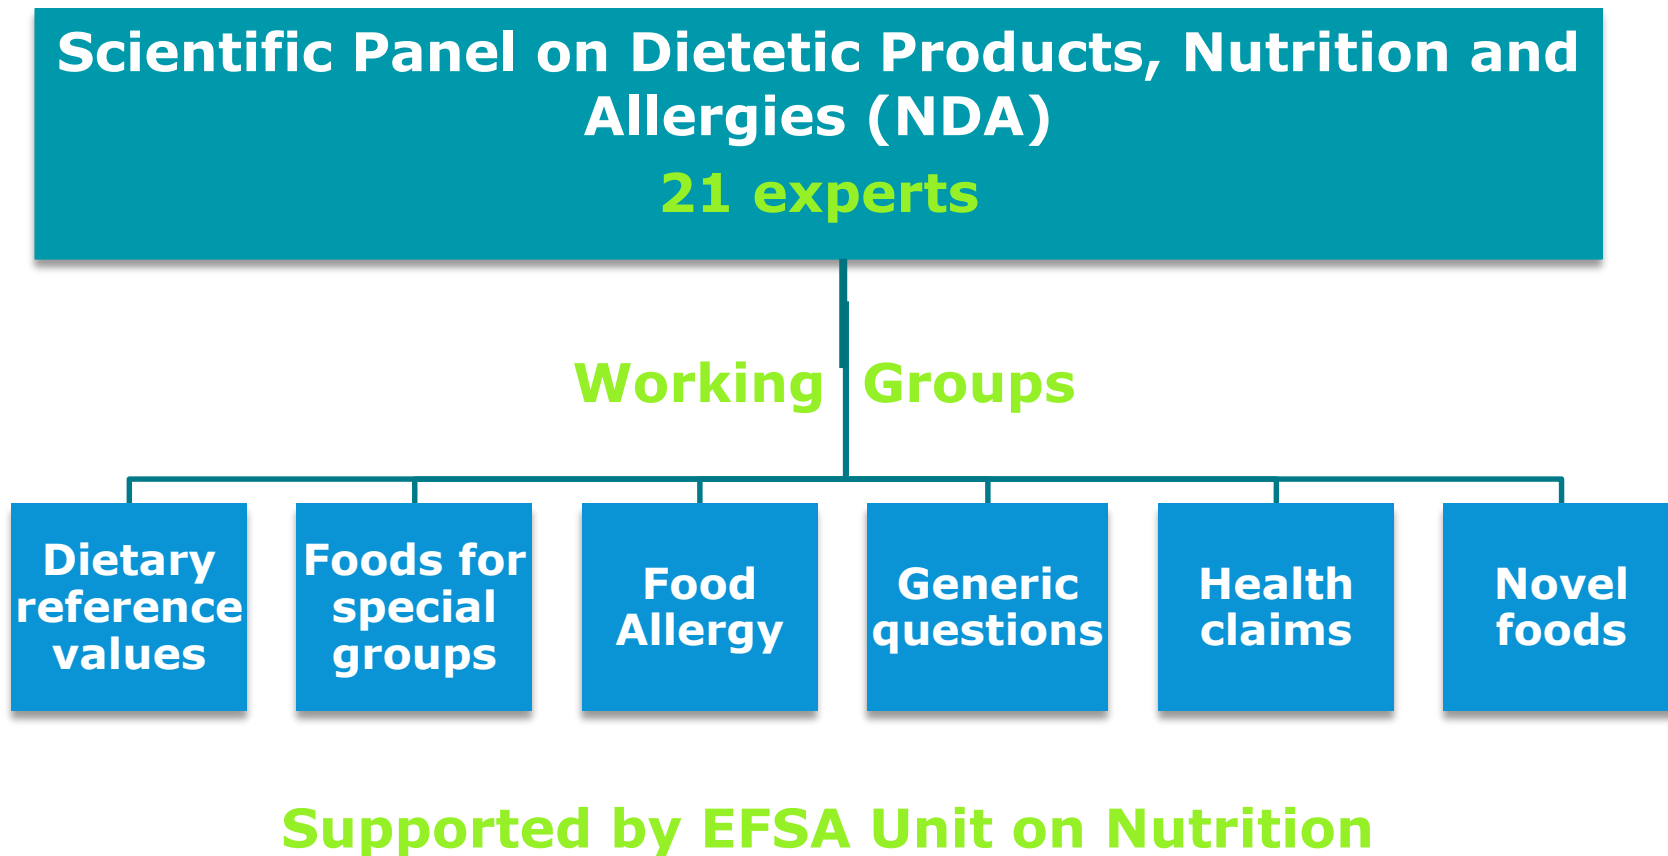 Scientific Panel on Dietetic Products, Nutrition and
Allergies (NDA)
21 experts
Working Groups
Dietary
reference
values
Foods for
special
groups
Food
Allergy
Generic
questions
Health
claims
Novel
foods
Supported by EFSA Unit on Nutrition